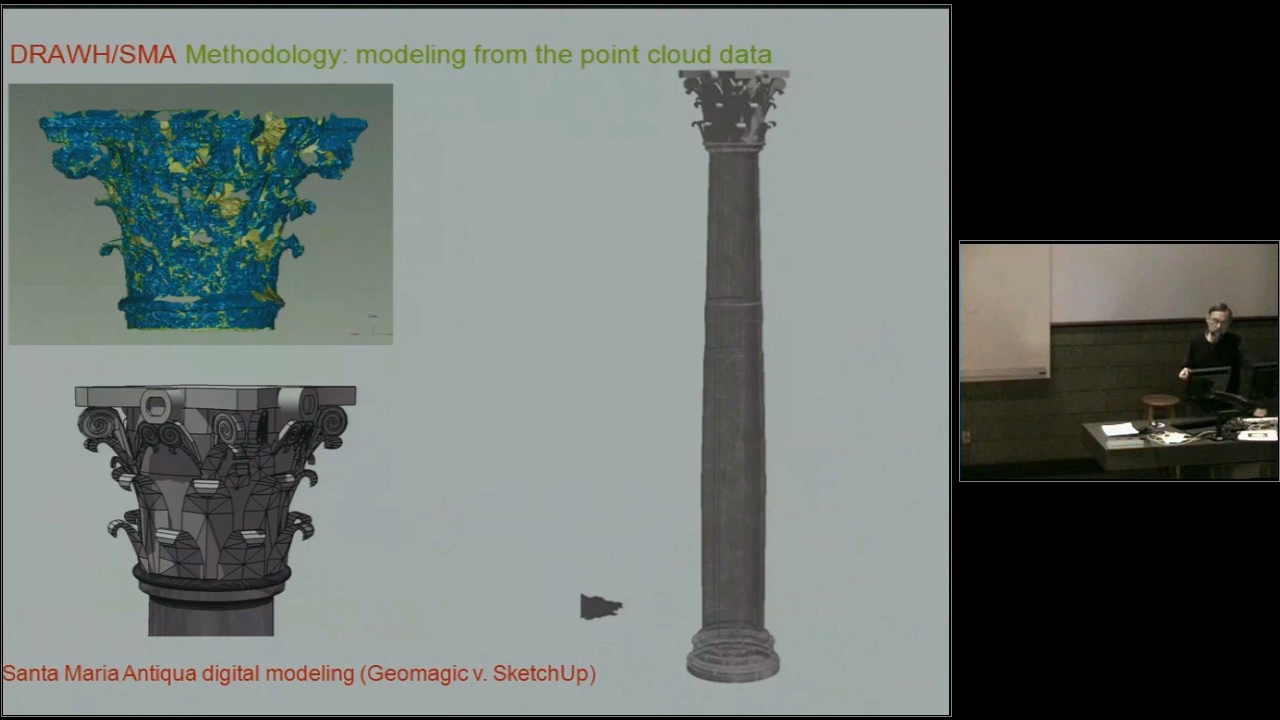 DRAWH/SMA Methodology: modeling from the point cloud data
Santa Maria Antiqua digital modeling (Geomagic v. SketchUp)